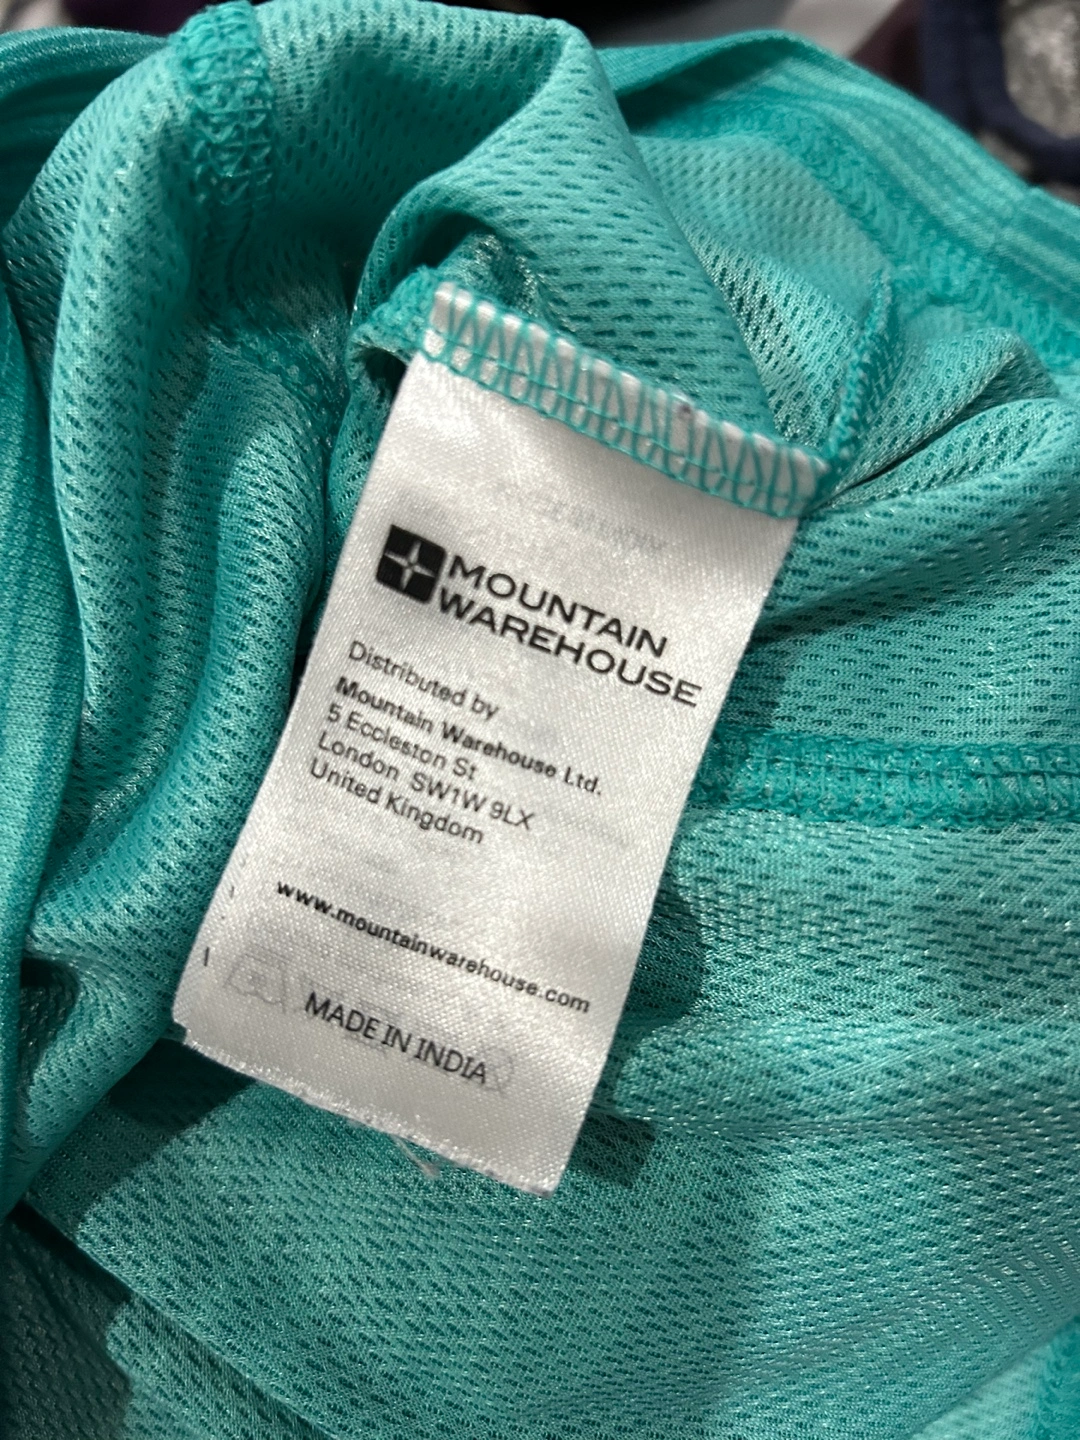 MOUNTAIN
WAREHOUSE
Distributed by
Mountain Warehouse Ltd.
5 Eccleston St
London SW1W 9LX
United Kingdom
www.mountainwarehouse.com
MADE IN INDIA